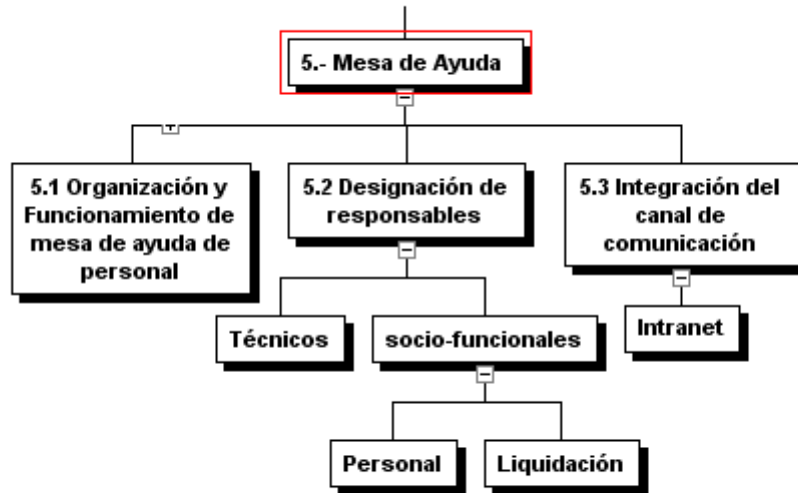 5.- Mesa de Ayuda
5.1 Organización y
Funcionamiento de
mesa de ayuda de
personal
5.2 Designación de
responsables
5.3 Integración del
canal de
comunicación
Técnicos
socio-funcionales
Intranet
Personal
Liquidación